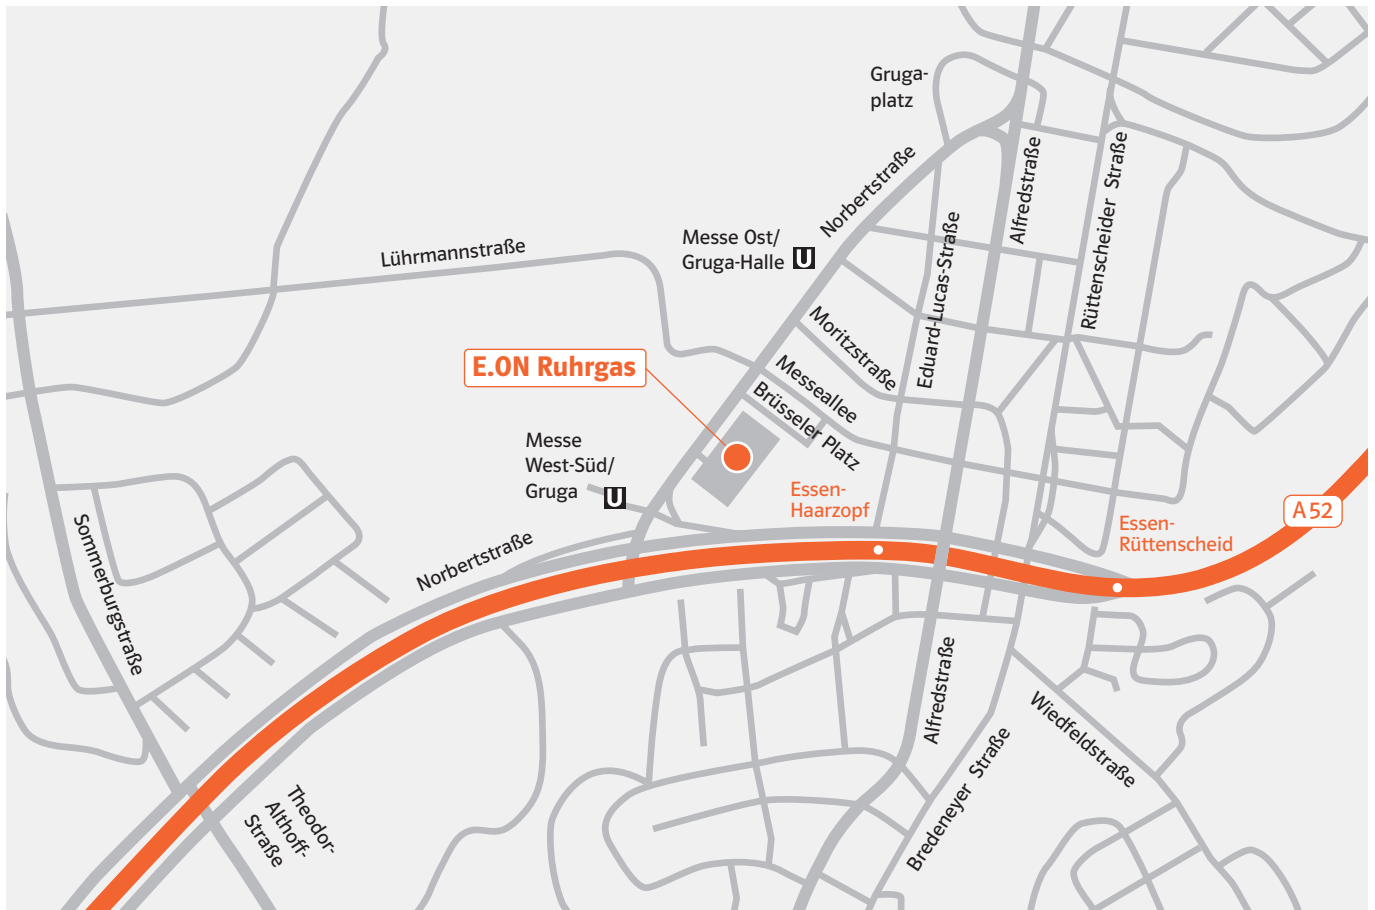 Gruga-
platz
Norbertstraße
Alfredstraße
Rüttenscheider Straße
Messe Ost/
Gruga-Halle U
Lührmannstraße
Eduard-Lucas-Straße
Moritzstraße
E.ON Ruhrgas
Messeallee
Brüsseler Platz
Messe
West-Süd/
Gruga U
Essen-
Haarzopf
A 52
Essen-
Rüttenscheid
Sommerburgstraße
Norbertstraße
Alfredstraße
Wiedfeldstraße
Bredeneyer Straße
Theodor-
Althoff-
Straße